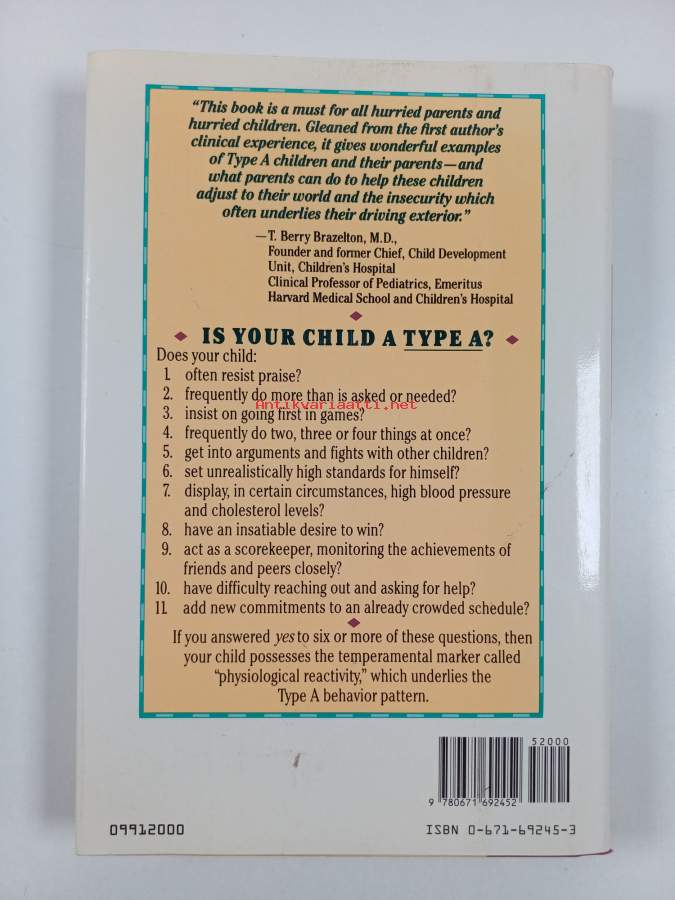 “This book is a must for all hurried parents and
hurried children. Gleaned from the first author's
clinical experience, it gives wonderful examples
of Type A children and their parents—and
what parents can do to help these children
adjust to their world and the insecurity which
often underlies their driving exterior.”
—T. Berry Brazelton, M.D.,
Founder and former Chief, Child Development
Unit, Children's Hospital
Clinical Professor of Pediatrics, Emeritus
Harvard Medical School and Children's Hospital
IS YOUR CHILD A TYPE A?
Does your child:
1. often resist praise?
2. frequently do more than is asked or needed?
Antikvariaatti.net
3. insist on going first in games?
4. frequently do two, three or four things at once?
5. get into arguments and fights with other children?
6. set unrealistically high standards for himself?
7. display, in certain circumstances, high blood pressure
and cholesterol levels?
8. have an insatiable desire to win?
9. act as a scorekeeper, monitoring the achievements of
friends and peers closely?
10. have difficulty reaching out and asking for help?
11. add new commitments to an already crowded schedule?
If you answered yes to six or more of these questions, then
your child possesses the temperamental marker called
“physiological reactivity,” which underlies the
Type A behavior pattern.
52000
9 780671 692452
09912000
ISBN 0-671-69245-3